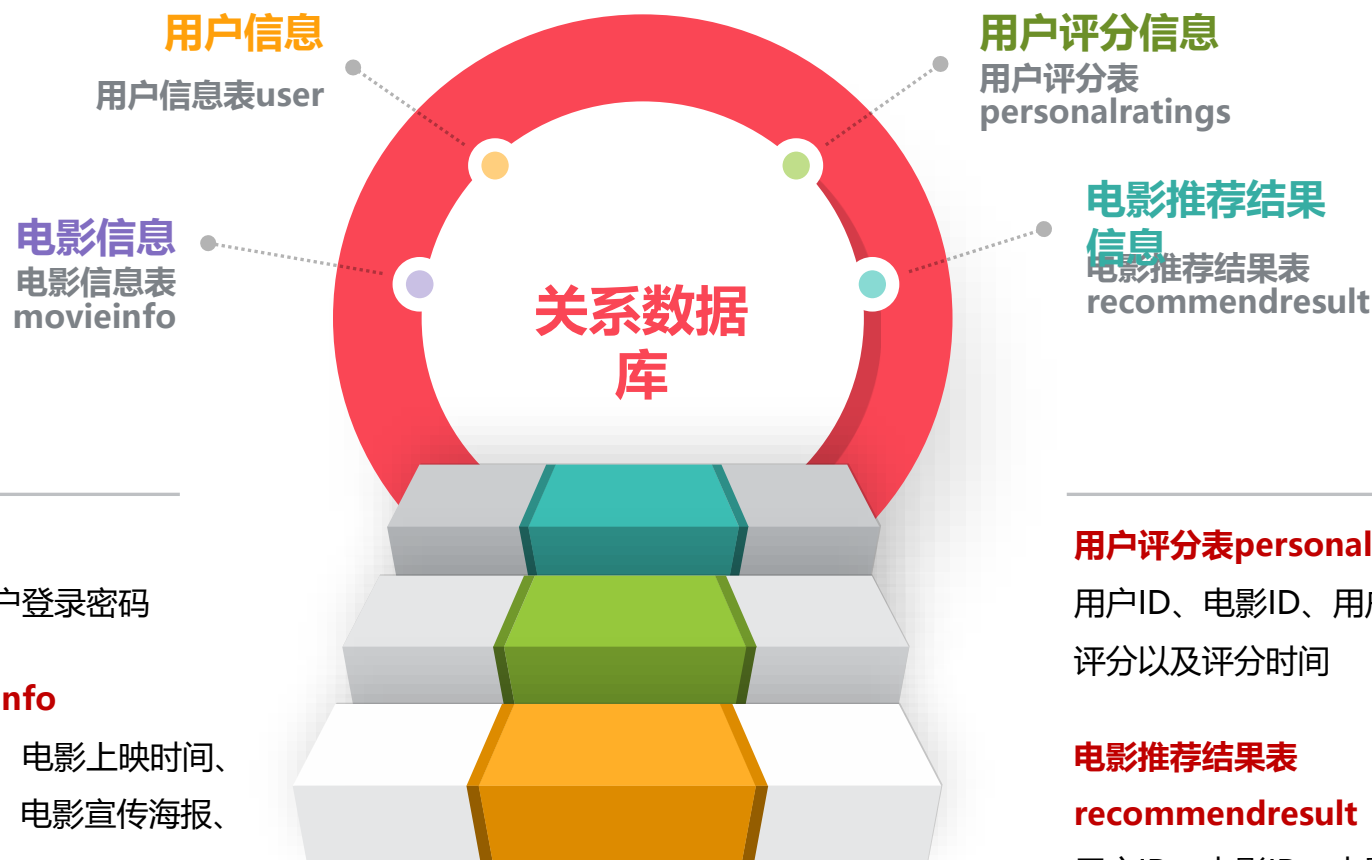 用户信息
用户信息表user
电影信息
电影信息表
movieinfo
关系数据
库
用户评分信息
用户评分表
personalratings
电影推荐结果
信息
电影推荐结果表
recommendresult
户登录密码
nfo
电影上映时间、
电影宣传海报、
用户评分表personal
用户ID、电影ID、用户
评分以及评分时间
电影推荐结果表
recommendresult